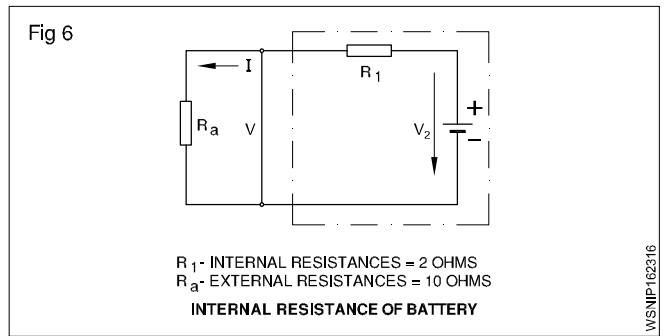 Fig 6
I
R1
Ra
V
V2
+
−
R1- INTERNAL RESISTANCES = 2 OHMS
Ra- EXTERNAL RESISTANCES = 10 OHMS
INTERNAL RESISTANCE OF BATTERY
WSNIP162316